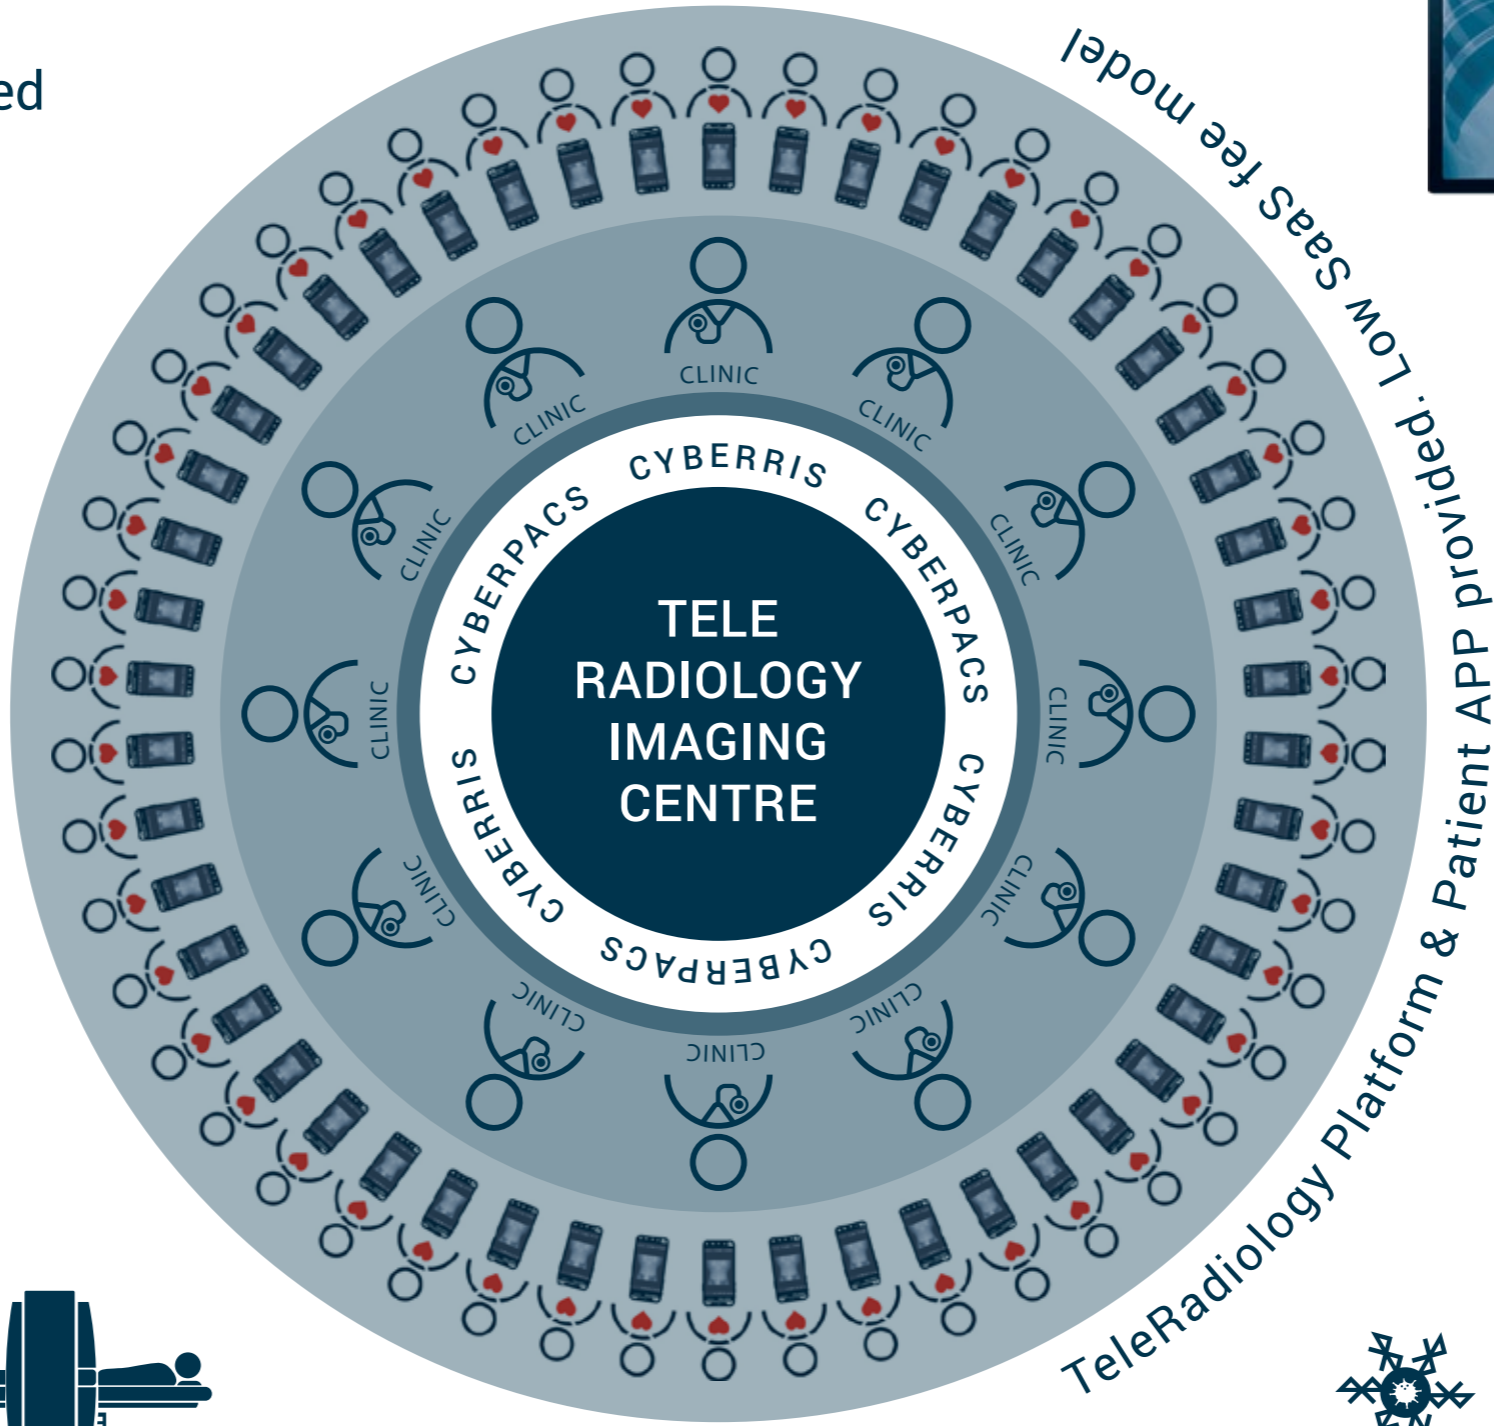 ed
TeleRadiology Platform & Patient APP provided. Low SaaS fee model
CLINIC
CLINIC
CLINIC
CLINIC
CLINIC
CLINIC
CLINIC
CLINIC
CLINIC
CLINIC
CLINIC
CLINIC
CYBERRIS
CYBERPACS
CYBERRIS
CYBERPACS
CYBERRIS
CYBERPACS
TELE
RADIOLOGY
IMAGING
CENTRE